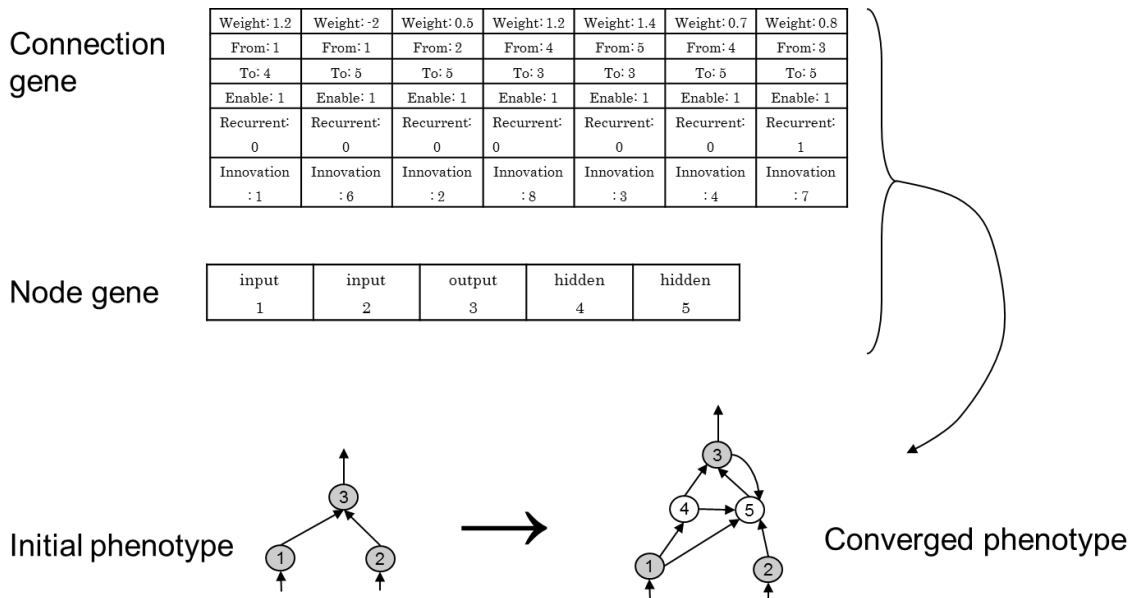 Connection
gene
Weight: 1.2 Weight: -2 Weight: 0.5 Weight: 1.2 Weight: 1.4 Weight: 0.7 Weight: 0.8
From: 1 From: 1 From: 2 From: 4 From: 5 From: 4 From: 3
To: 4 To: 5 To: 5 To: 3 To: 3 To: 5 To: 5
Enable: 1 Enable: 1 Enable: 1 Enable: 1 Enable: 1 Enable: 1 Enable: 1
Recurrent: Recurrent: Recurrent: Recurrent: Recurrent: Recurrent: Recurrent:
0 0 0 0 0 0 1
Innovation Innovation Innovation Innovation Innovation Innovation Innovation
: 1 : 6 : 2 : 8 : 3 : 4 : 7
Node gene
input input output hidden hidden
1 2 3 4 5
Initial phenotype
3
1 2
3
4 5
1 2
Converged phenotype